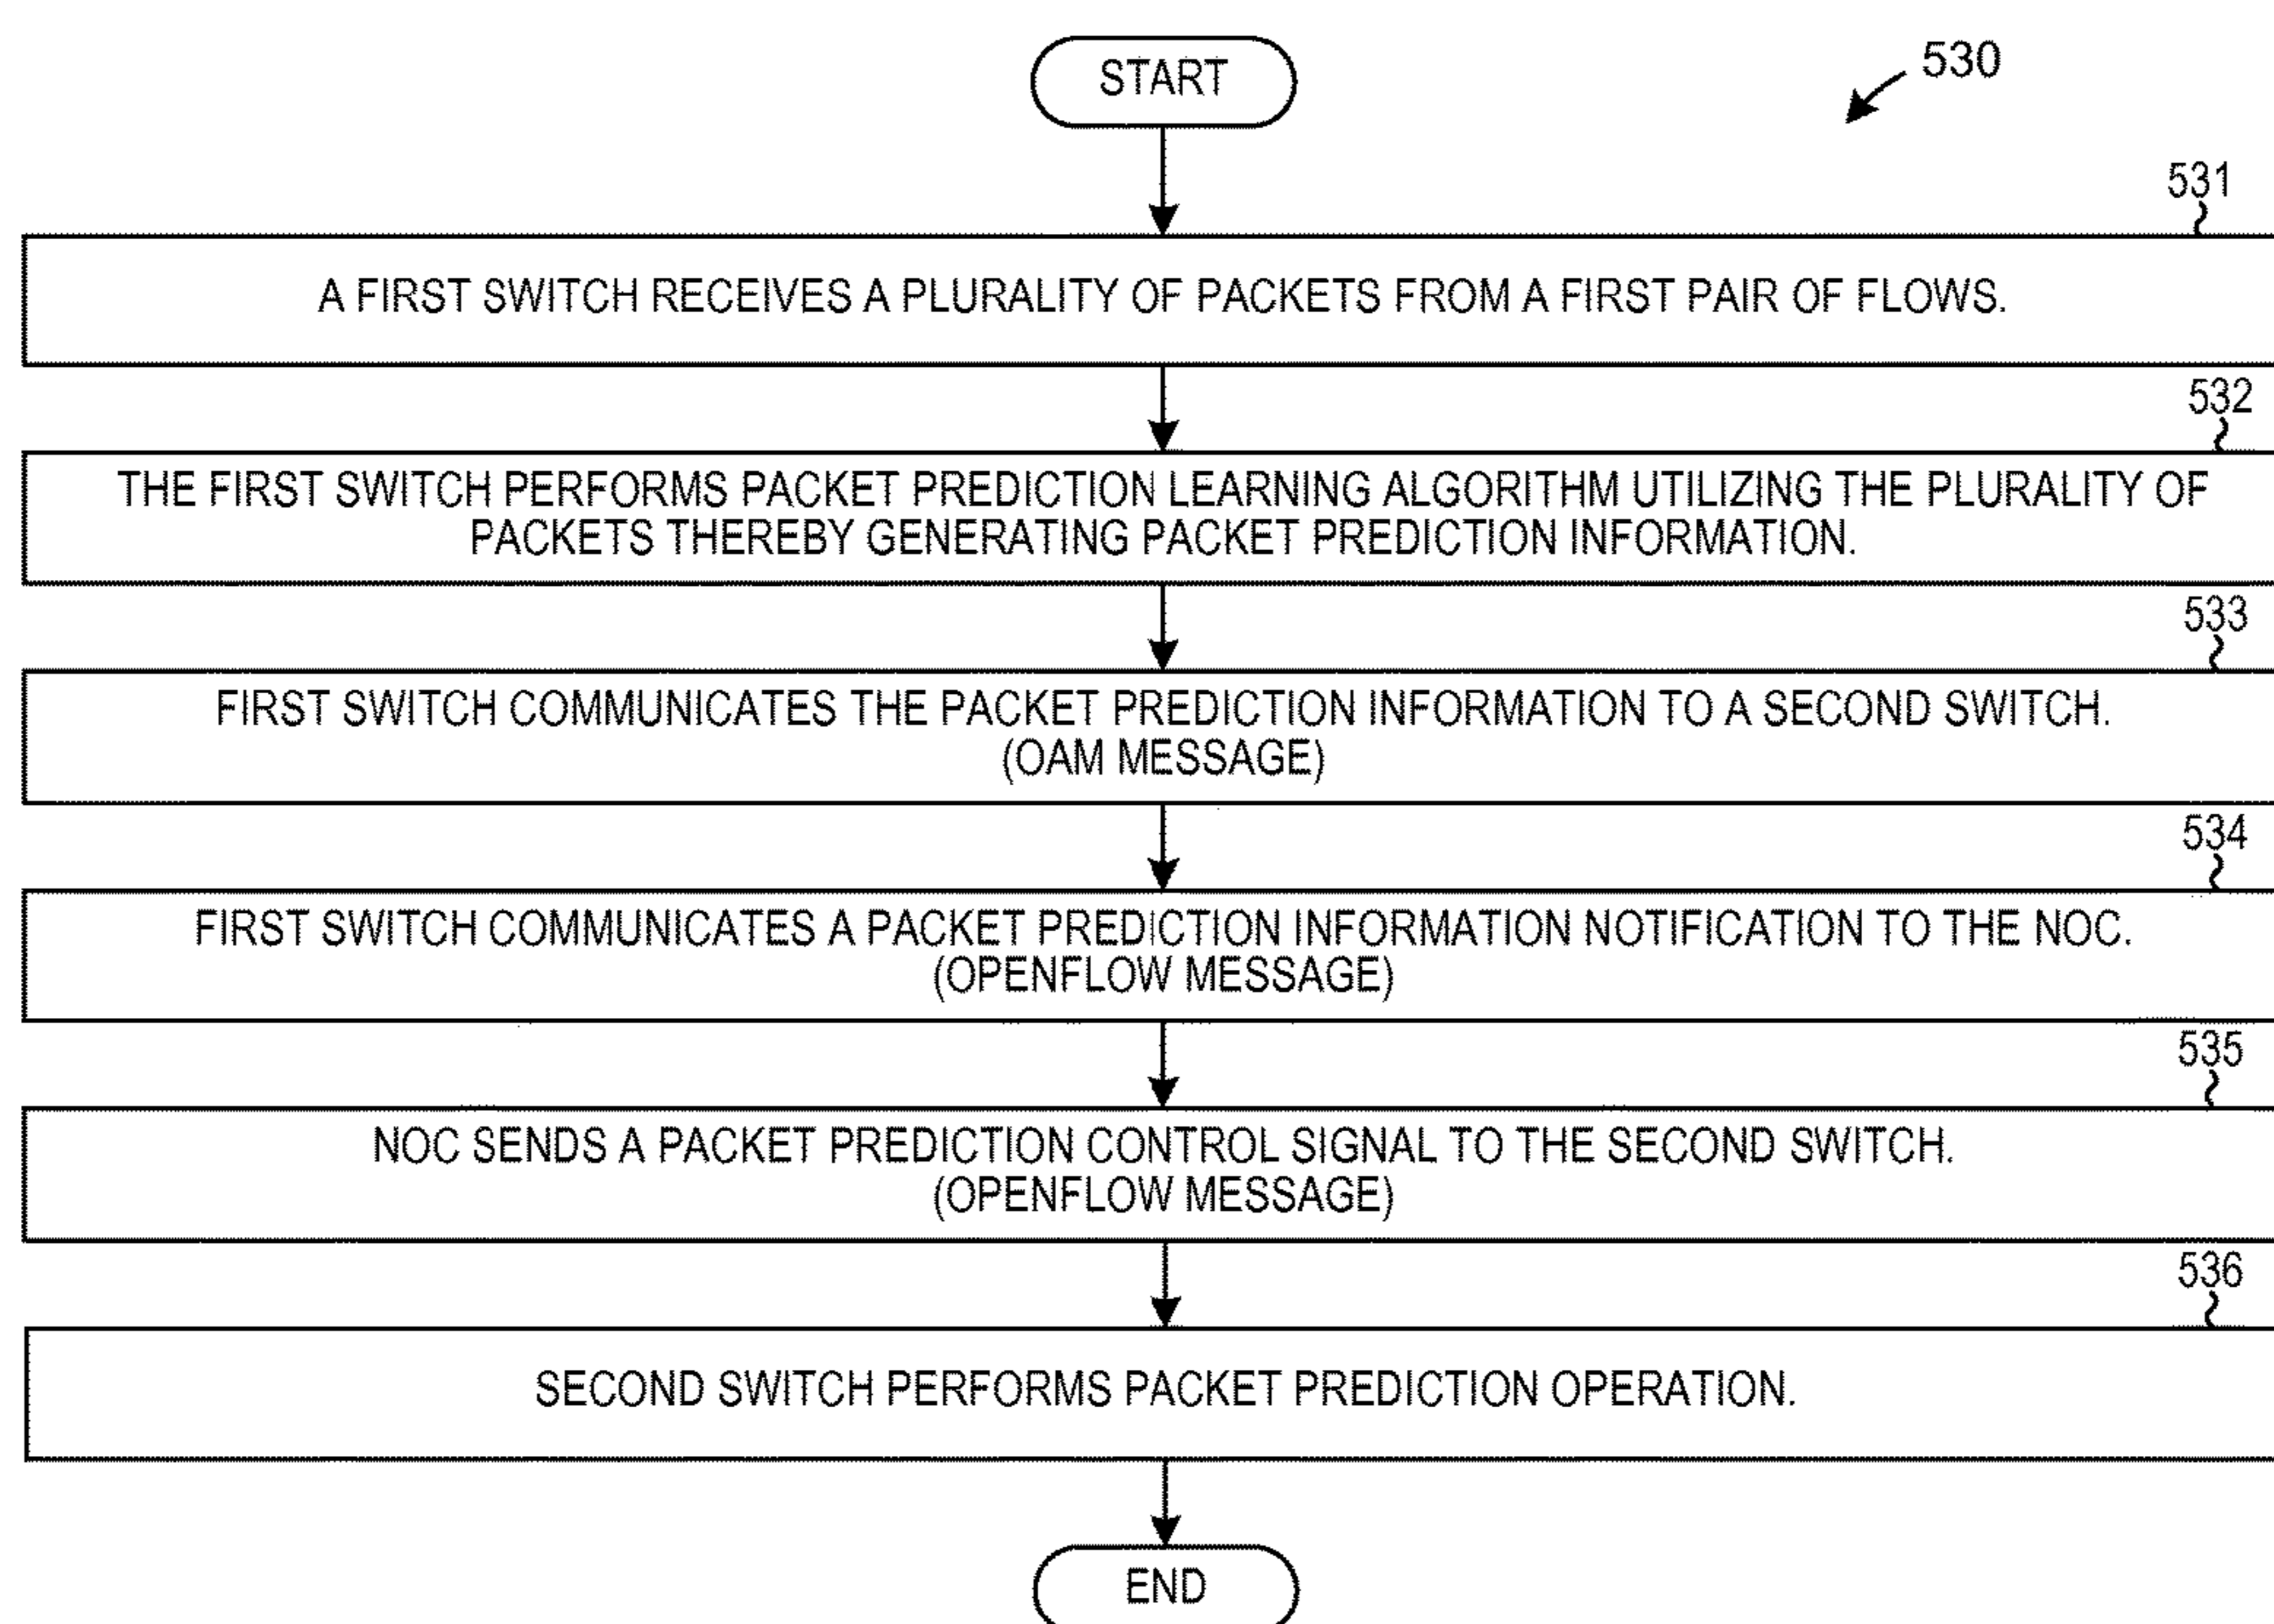 START
530
531
A FIRST SWITCH RECEIVES A PLURALITY OF PACKETS FROM A FIRST PAIR OF FLOWS.
532
THE FIRST SWITCH PERFORMS PACKET PREDICTION LEARNING ALGORITHM UTILIZING THE PLURALITY OF
PACKETS THEREBY GENERATING PACKET PREDICTION INFORMATION.
533
FIRST SWITCH COMMUNICATES THE PACKET PREDICTION INFORMATION TO A SECOND SWITCH.
(OAM MESSAGE)
534
FIRST SWITCH COMMUNICATES A PACKET PREDICTION INFORMATION NOTIFICATION TO THE NOC.
(OPENFLOW MESSAGE)
535
NOC SENDS A PACKET PREDICTION CONTROL SIGNAL TO THE SECOND SWITCH.
(OPENFLOW MESSAGE)
536
SECOND SWITCH PERFORMS PACKET PREDICTION OPERATION.
END